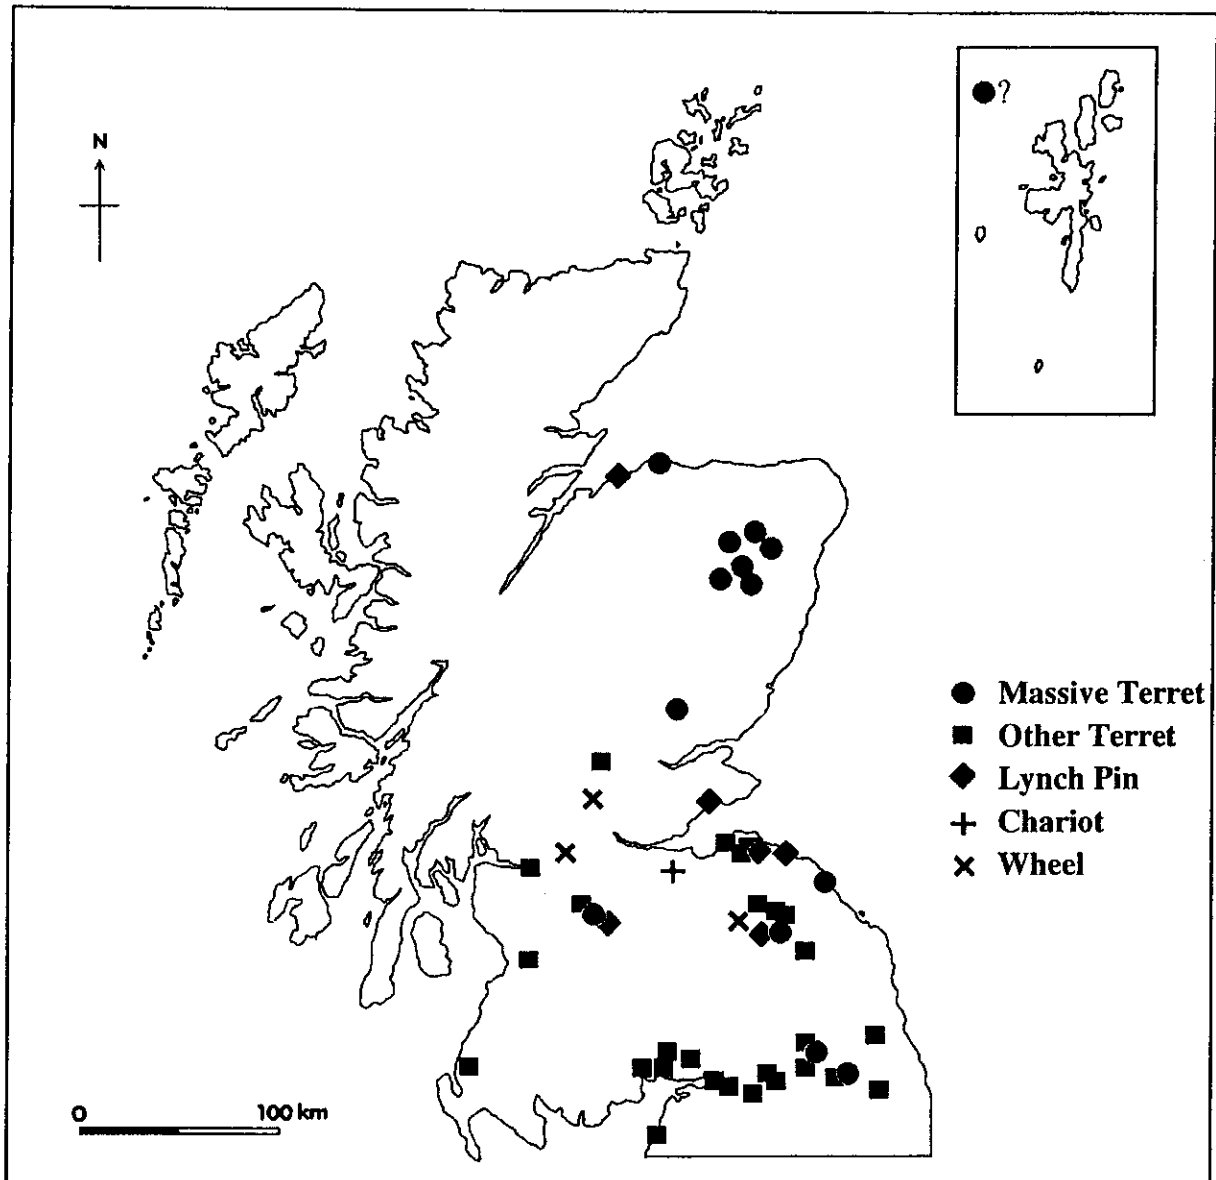 N
?
Massive Terret
Other Terret
Lynch Pin
Chariot
Wheel
0 100 km